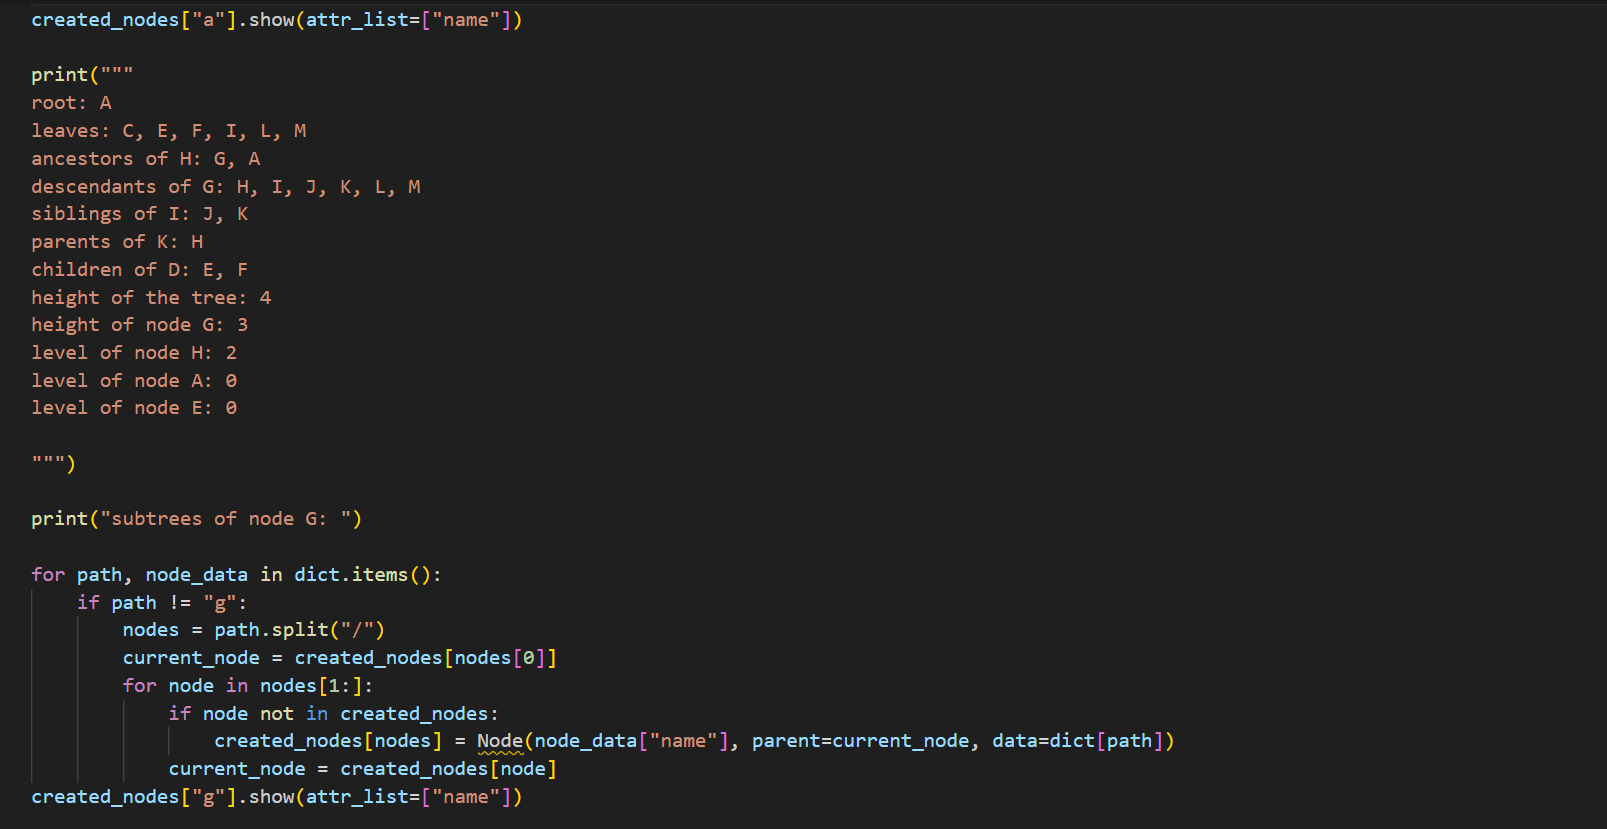 created_nodes["a"].show(attr_list=["name"])
print("""
root: A
leaves: C, E, F, I, L, M
ancestors of H: G, A
descendants of G: H, I, J, K, L, M
siblings of I: J, K
parents of K: H
children of D: E, F
height of the tree: 4
height of node G: 3
level of node H: 2
level of node A: 0
level of node E: 0
""")
print("subtrees of node G: ")
for path, node_data in dict.items():
    if path != "g":
        nodes = path.split("/")
        current_node = created_nodes[nodes[0]]
        for node in nodes[1:]:
            if node not in created_nodes:
                created_nodes[nodes] = Node(node_data["name"], parent=current_node, data=dict[path])
            current_node = created_nodes[node]
created_nodes["g"].show(attr_list=["name"])